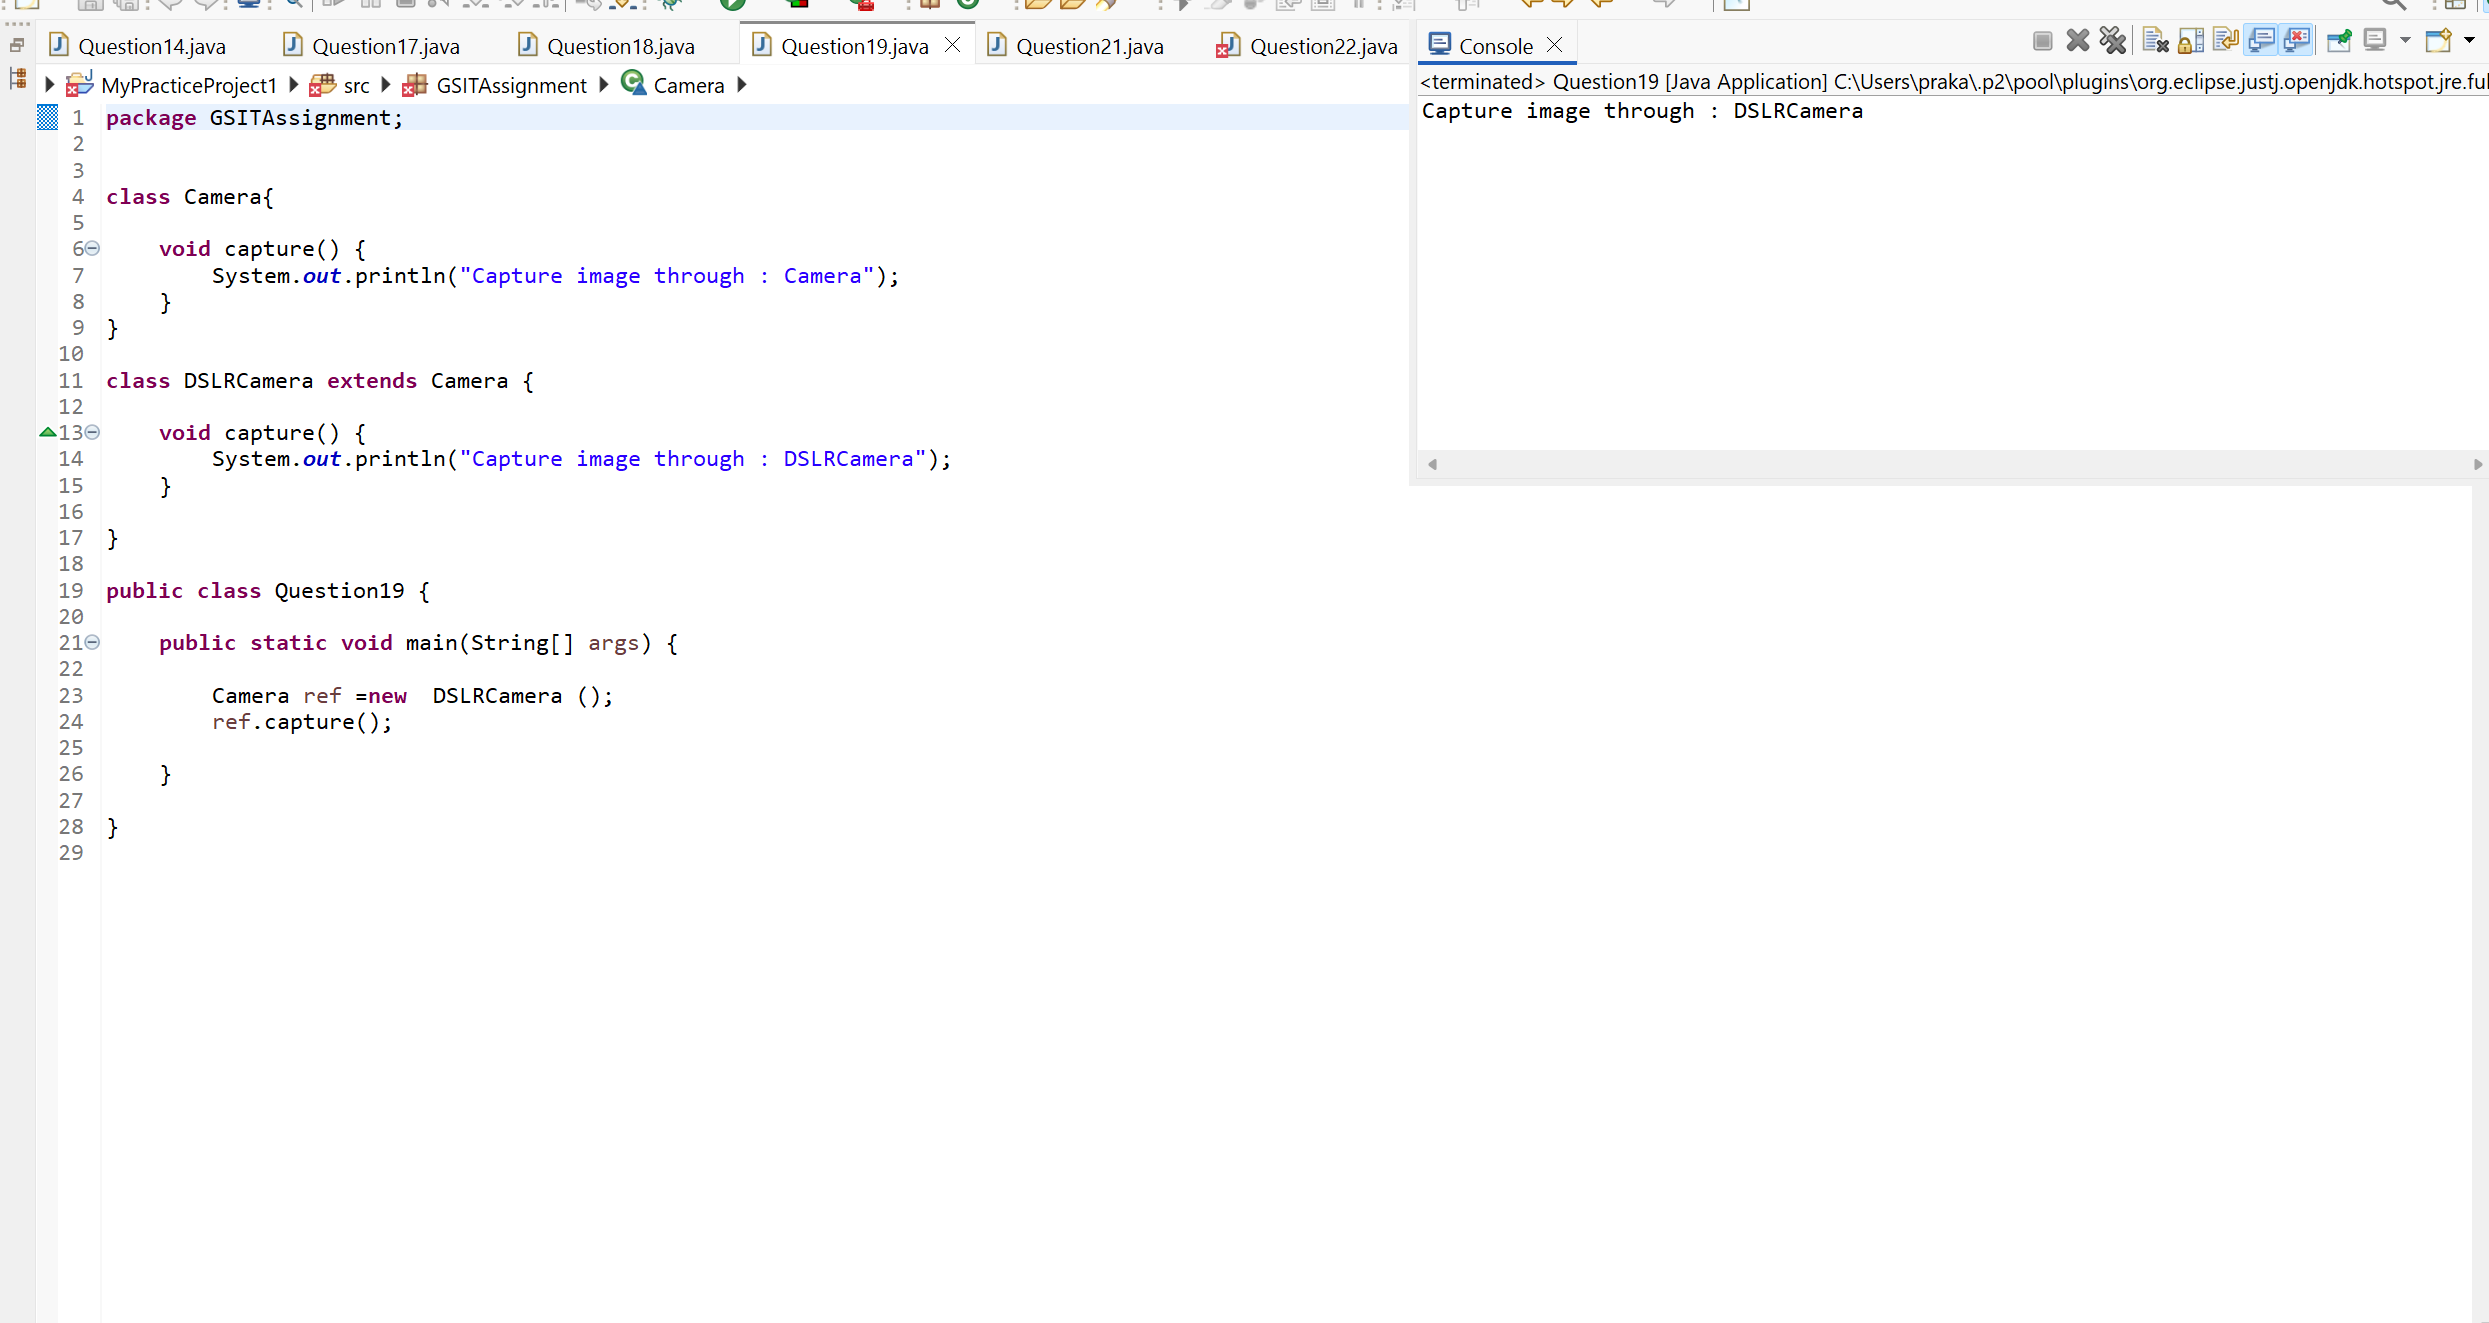 Question14.java Question17.java Question18.java Question19.java Question21.java Question22.java
MyPracticeProject1 src GSITAssignment Camera
1 package GSITAssignment;
2
3
4 class Camera{
5
6 void capture() {
7 System.out.println("Capture image through : Camera");
8 }
9 }
10
11 class DSLRCamera extends Camera {
12
13 void capture() {
14 System.out.println("Capture image through : DSLRCamera");
15 }
16
17 }
18
19 public class Question19 {
20
21 public static void main(String[] args) {
22
23 Camera ref =new  DSLRCamera ();
24 ref.capture();
25
26 }
27
28 }
29
Console
<terminated> Question19 [Java Application] C:\Users\praka\.p2\pool\plugins\org.eclipse.justj.openjdk.hotspot.jre.ful
Capture image through : DSLRCamera